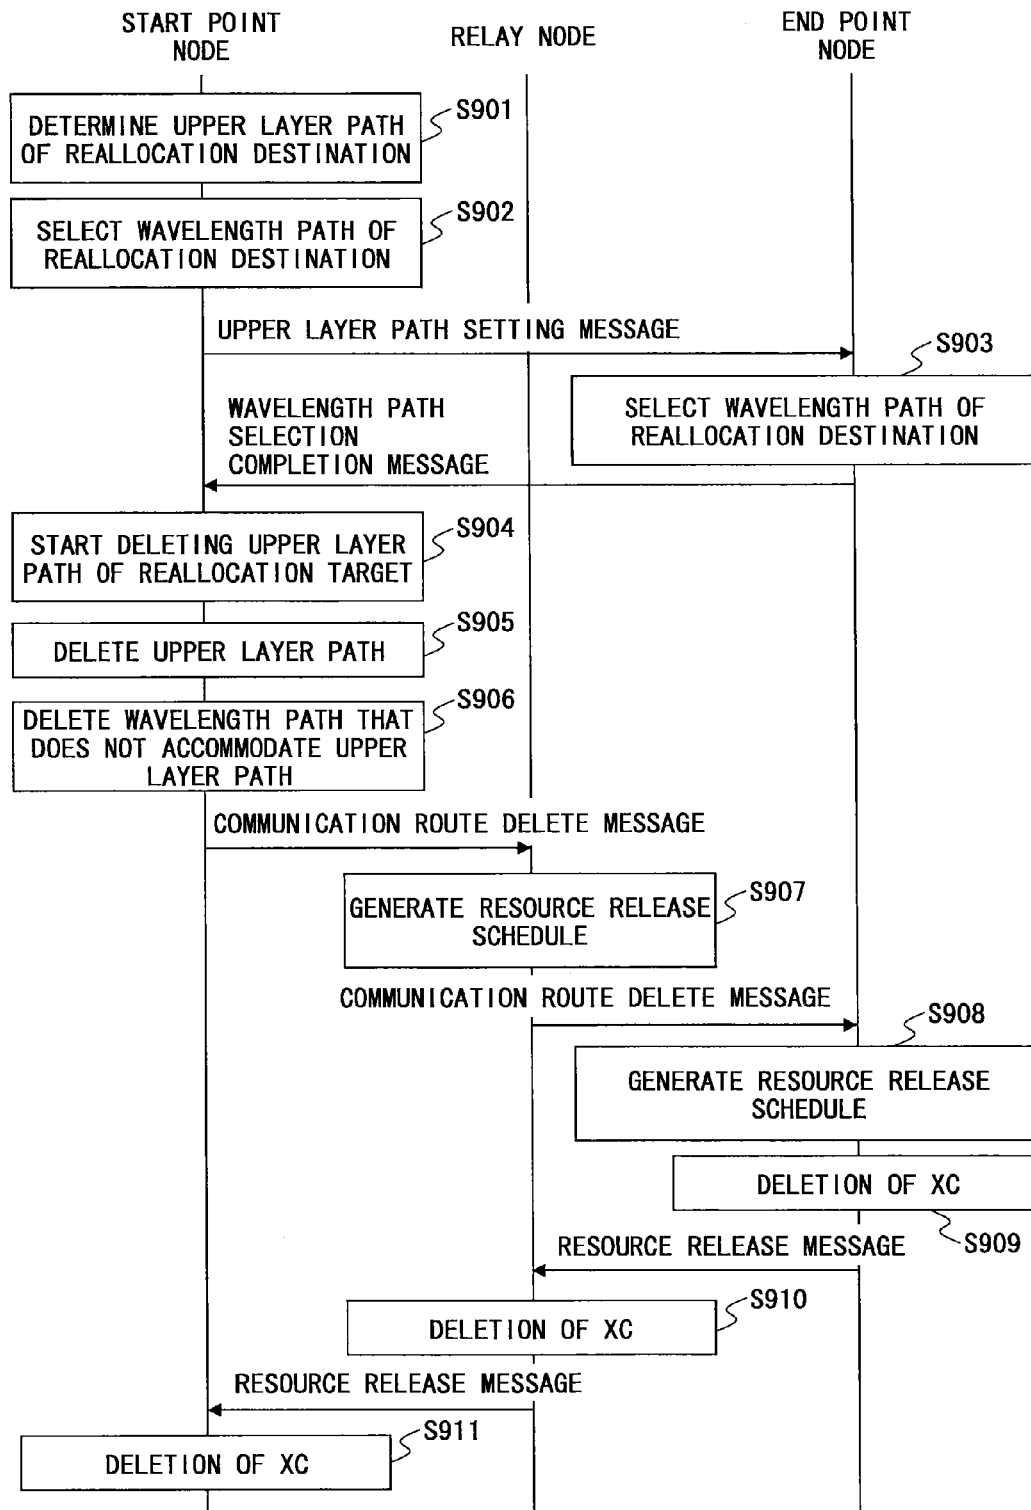 START POINT
NODE
RELAY NODE
END POINT
NODE
S901
DETERMINE UPPER LAYER PATH
OF REALLOCATION DESTINATION
S902
SELECT WAVELENGTH PATH OF
REALLOCATION DESTINATION
UPPER LAYER PATH SETTING MESSAGE
S903
SELECT WAVELENGTH PATH OF
REALLOCATION DESTINATION
WAVELENGTH PATH
SELECTION
COMPLETION MESSAGE
S904
START DELETING UPPER LAYER
PATH OF REALLOCATION TARGET
S905
DELETE UPPER LAYER PATH
S906
DELETE WAVELENGTH PATH THAT
DOES NOT ACCOMMODATE UPPER
LAYER PATH
COMMUNICATION ROUTE DELETE MESSAGE
S907
GENERATE RESOURCE RELEASE
SCHEDULE
COMMUNICATION ROUTE DELETE MESSAGE
S908
GENERATE RESOURCE RELEASE
SCHEDULE
DELETION OF XC
S909
RESOURCE RELEASE MESSAGE
S910
DELETION OF XC
RESOURCE RELEASE MESSAGE
S911
DELETION OF XC